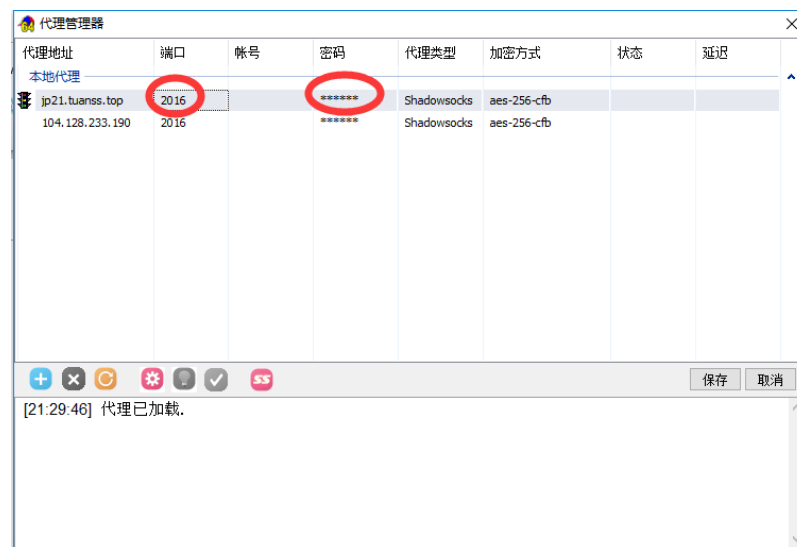 代理管理器
代理地址 端口 帐号 密码 代理类型 加密方式 状态 延迟
本地代理
jp21.tuanss.top 2016 ****** Shadowsocks aes-256-cfb
104.128.233.190 2016 ****** Shadowsocks aes-256-cfb
SS 保存 取消
[21:29:46] 代理已加载.